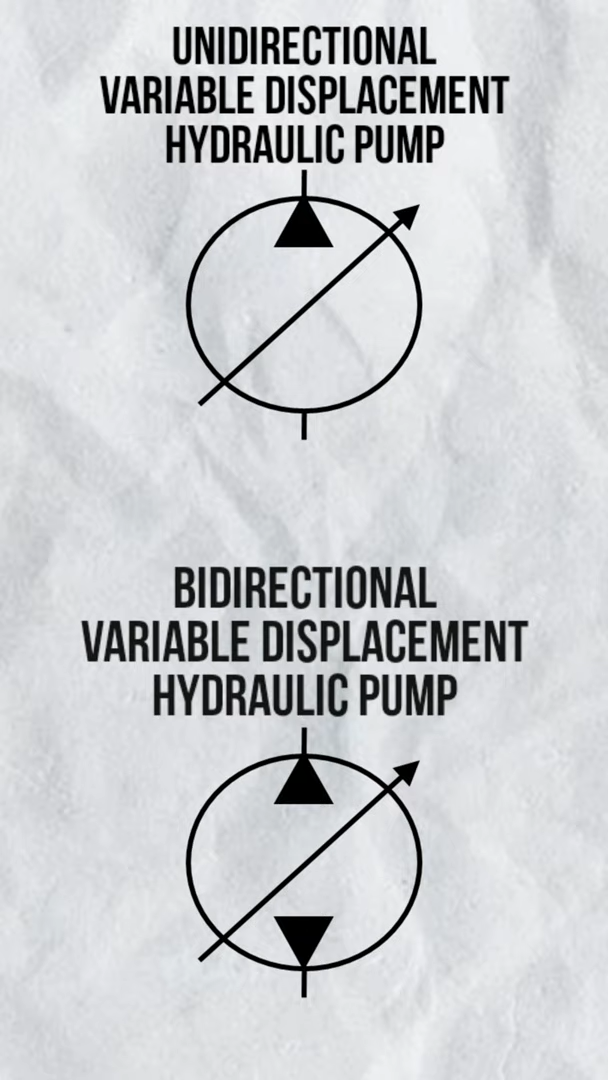 UNIDIRECTIONAL
VARIABLE DISPLACEMENT
HYDRAULIC PUMP
BIDIRECTIONAL
VARIABLE DISPLACEMENT
HYDRAULIC PUMP